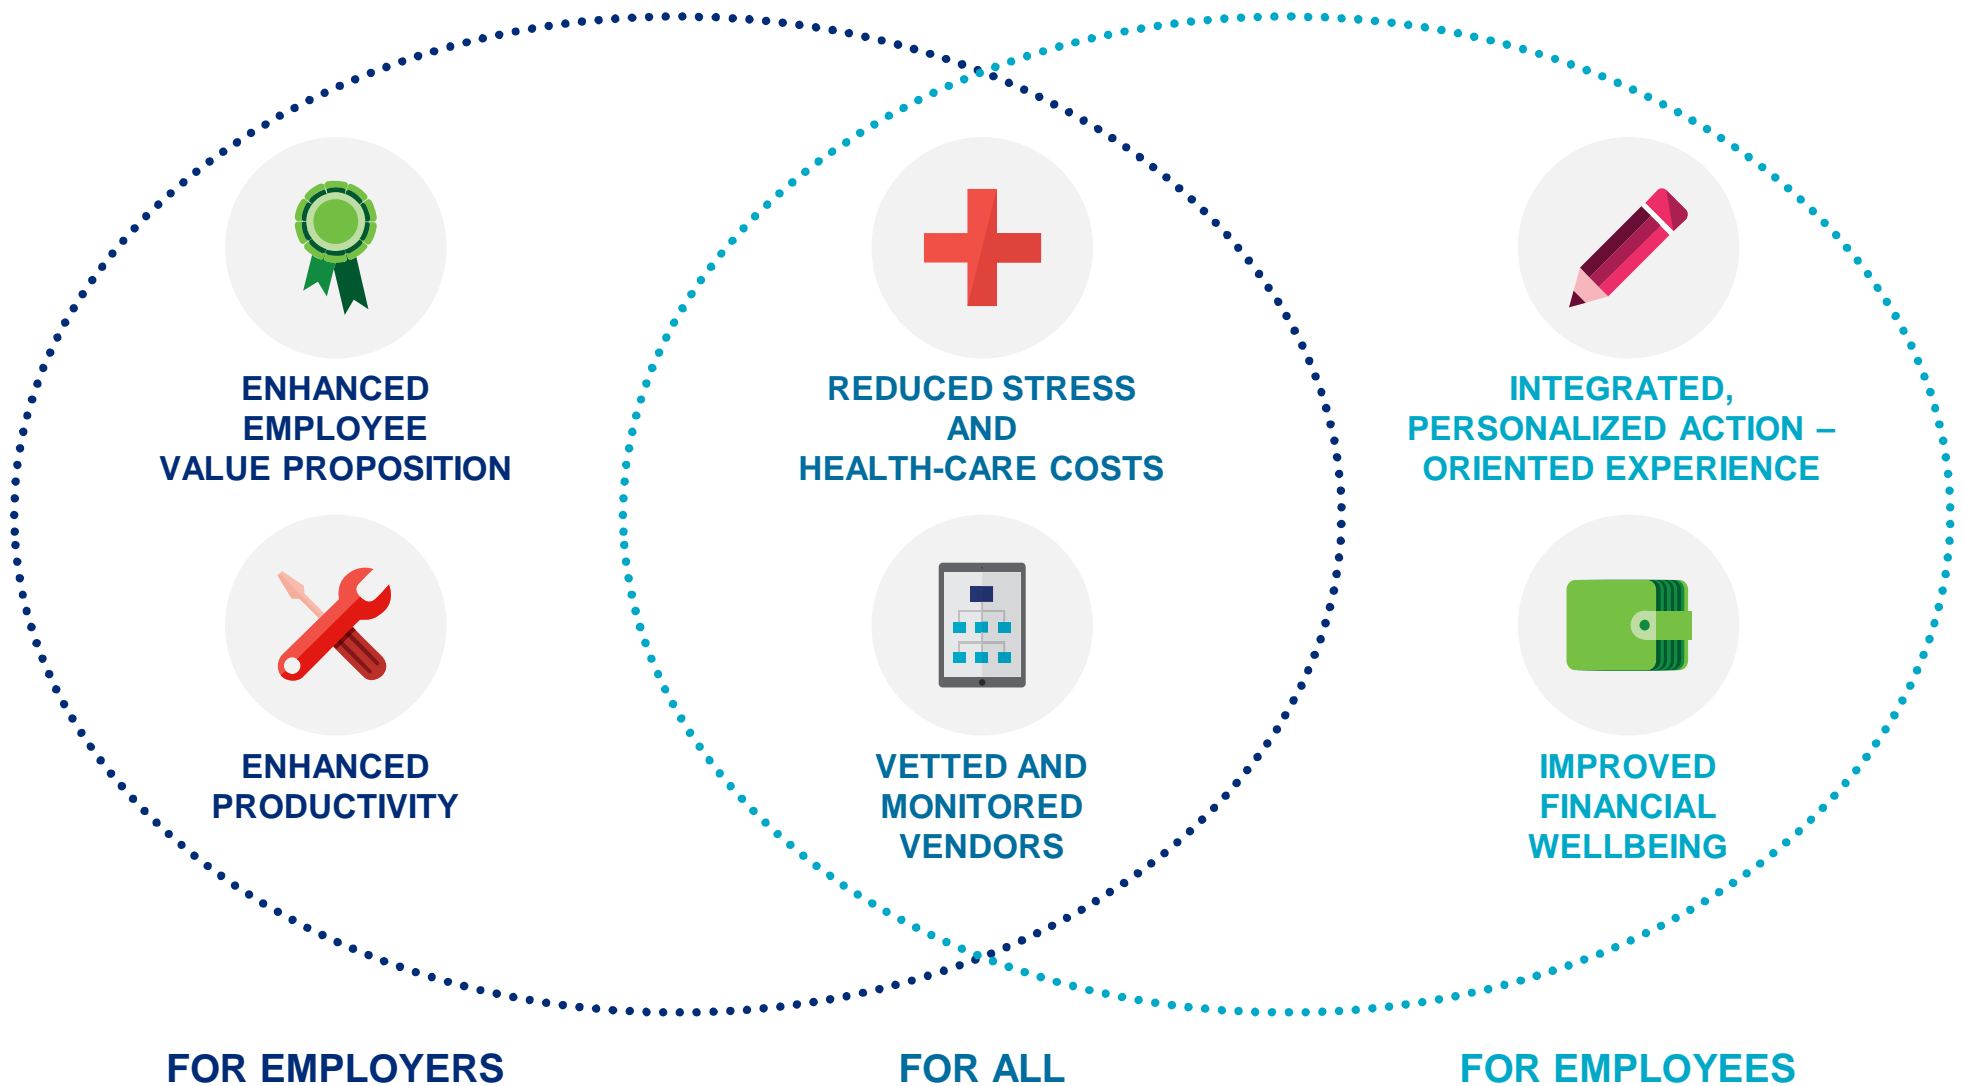 ENHANCED
EMPLOYEE
VALUE PROPOSITION
REDUCED STRESS
AND
HEALTH-CARE COSTS
INTEGRATED,
PERSONALIZED ACTION –
ORIENTED EXPERIENCE
ENHANCED
PRODUCTIVITY
VETTED AND
MONITORED
VENDORS
IMPROVED
FINANCIAL
WELLBEING
FOR EMPLOYERS
FOR ALL
FOR EMPLOYEES